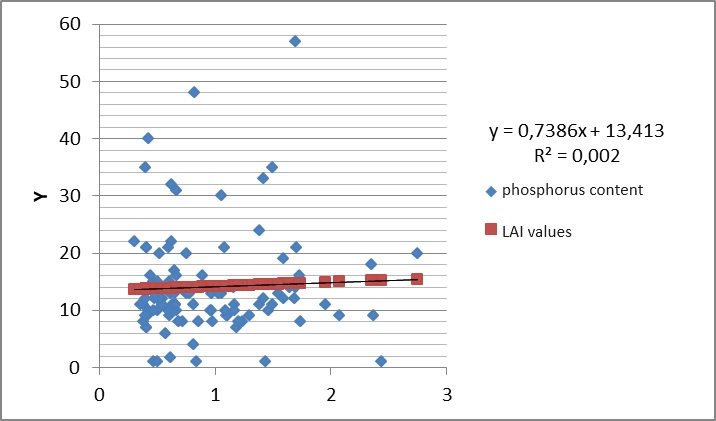 60
50
40
30
20
10
0
Y
0 1 2 3
y = 0,7386x + 13,413
R² = 0,002
phosphorus content
LAI values